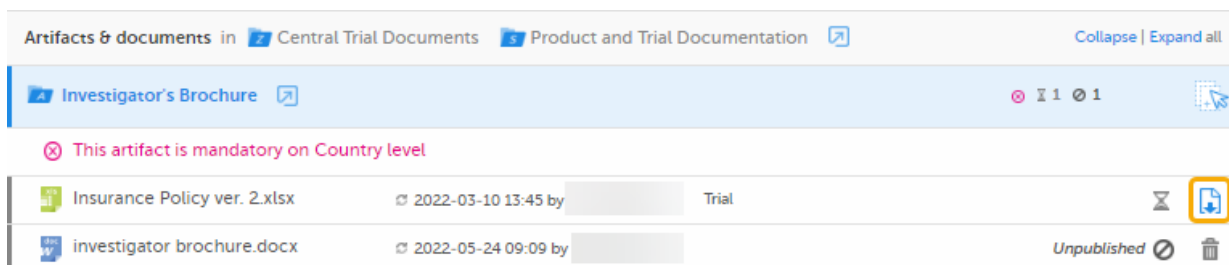 Artifacts & documents in Z Central Trial Documents S Product and Trial Documentation Collapse | Expand all
A Investigator's Brochure 1 1
This artifact is mandatory on Country level
Insurance Policy ver. 2.xlsx 2022-03-10 13:45 by Trial
doc W investigator brochure.docx 2022-05-24 09:09 by Unpublished